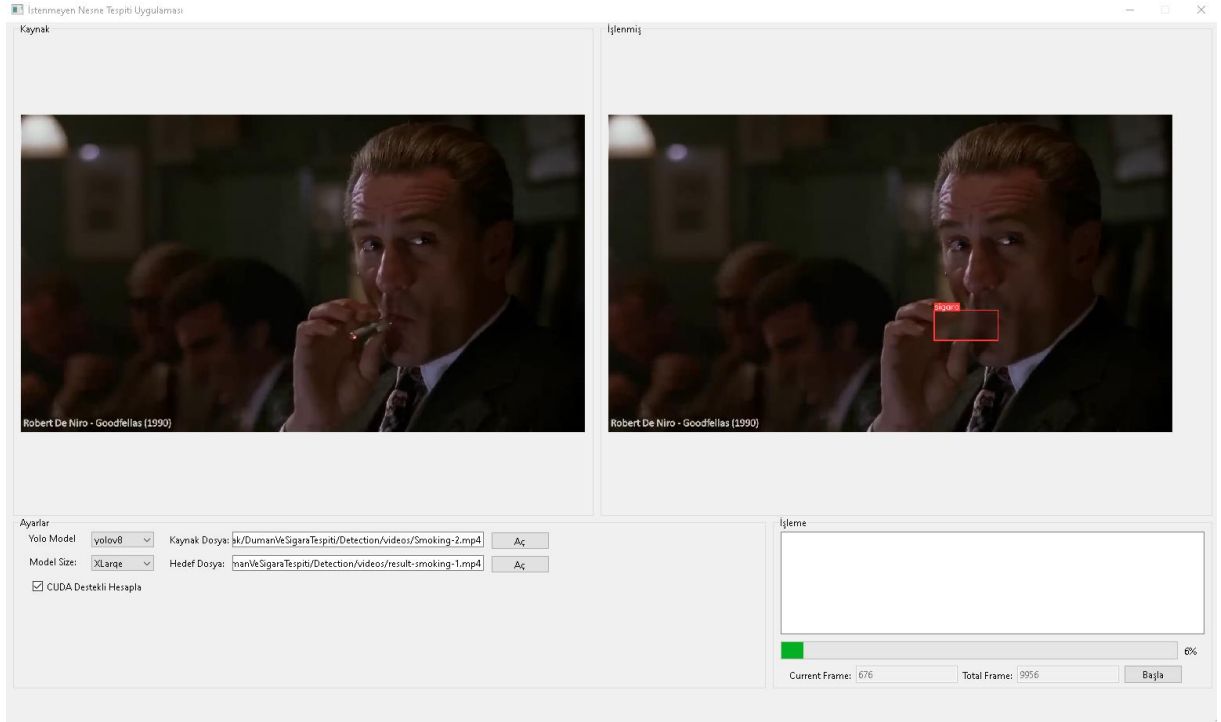 İstenmeyen Nesne Tespiti Uygulaması
Kaynak
Robert De Niro - Goodfellas (1990)
İşlenmiş
sigara
Robert De Niro - Goodfellas (1990)
Ayarlar
Yolo Model yolov8 Kaynak Dosya: ak/DumanVeSigaraTespiti/Detection/videos/Smoking-2.mp4 Aç
Model Size: XLarge Hedef Dosya: manVeSigaraTespiti/Detection/videos/result-smoking-1.mp4 Aç
CUDA Destekli Hesapla
İşleme
6%
Current Frame: 676 Total Frame: 9956 Başla